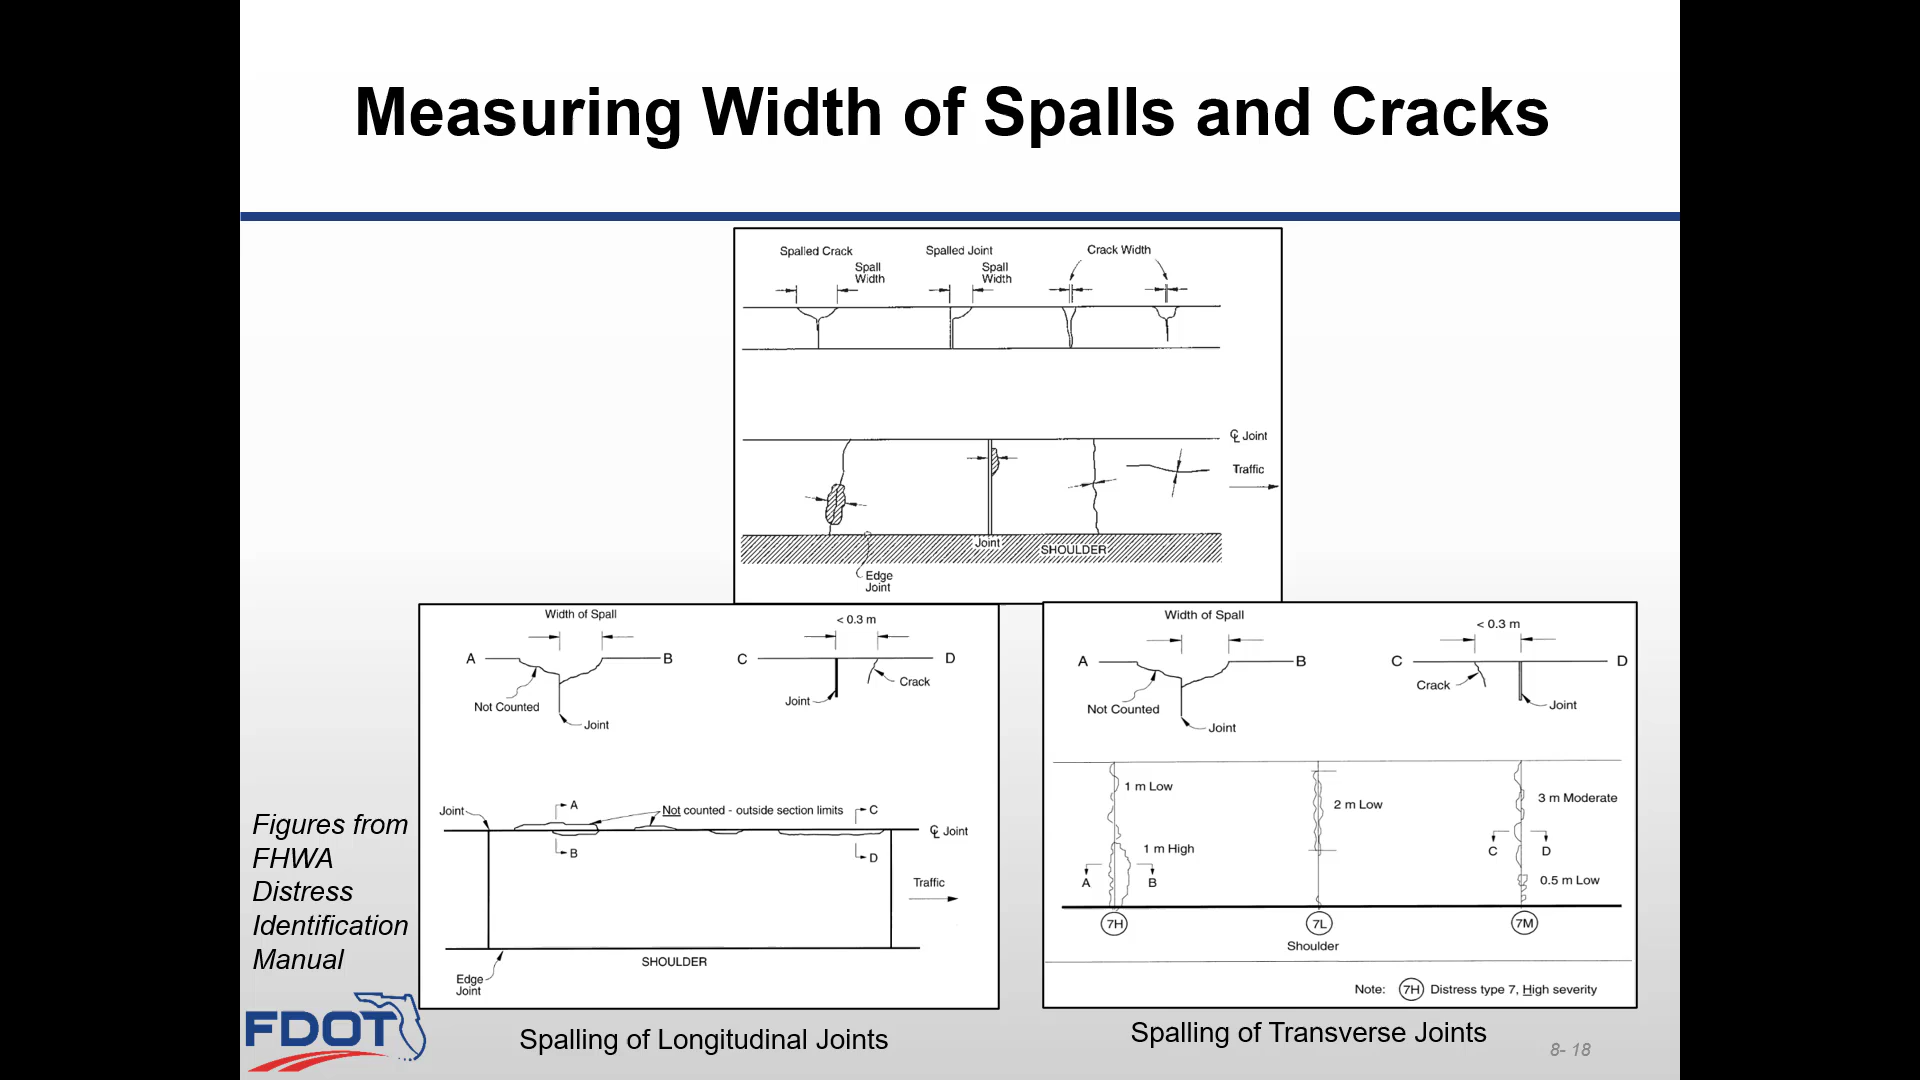 Measuring Width of Spalls and Cracks
Spalled Crack
Spall
Width
Spalled Joint
Spall
Width
Crack Width
℄ Joint
Traffic
Joint
SHOULDER
Edge
Joint
Width of Spall
A
B
Not Counted
Joint
< 0.3 m
C
D
Crack
Joint
Joint
A
B
Not counted - outside section limits
C
D
℄ Joint
Traffic
SHOULDER
Edge
Joint
Width of Spall
A
B
Not Counted
Joint
< 0.3 m
C
D
Crack
Joint
1 m Low
1 m High
A
B
2 m Low
3 m Moderate
C
D
0.5 m Low
7H
7L
7M
Shoulder
Note: 7H Distress type 7, High severity
Figures from
FHWA
Distress
Identification
Manual
FDOT
Spalling of Longitudinal Joints
Spalling of Transverse Joints
8- 18